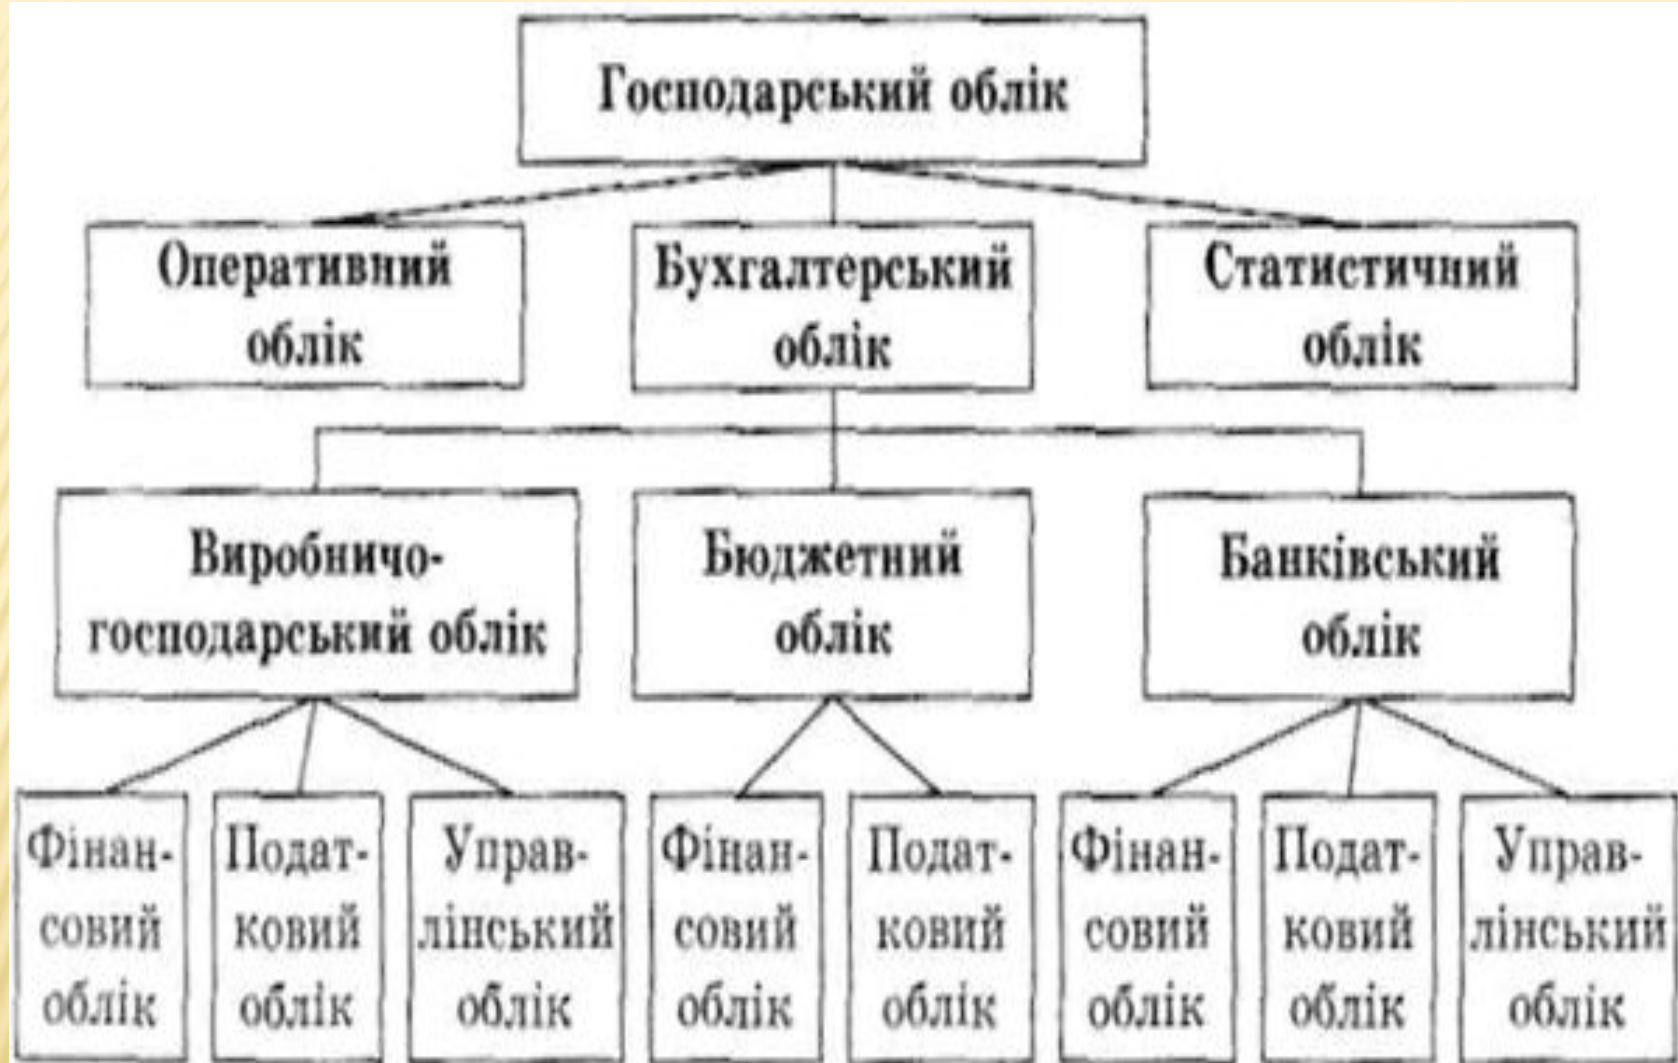 Господарський облік
Оперативний
облік
Бухгалтерський
облік
Статистичний
облік
Виробничо-
господарський облік
Бюджетний
облік
Банківський
облік
Фінан-
совий
облік
Подат-
ковий
облік
Управ-
лінський
облік
Фінан-
совий
облік
Подат-
ковий
облік
Фінан-
совий
облік
Подат-
ковий
облік
Управ-
лінський
облік